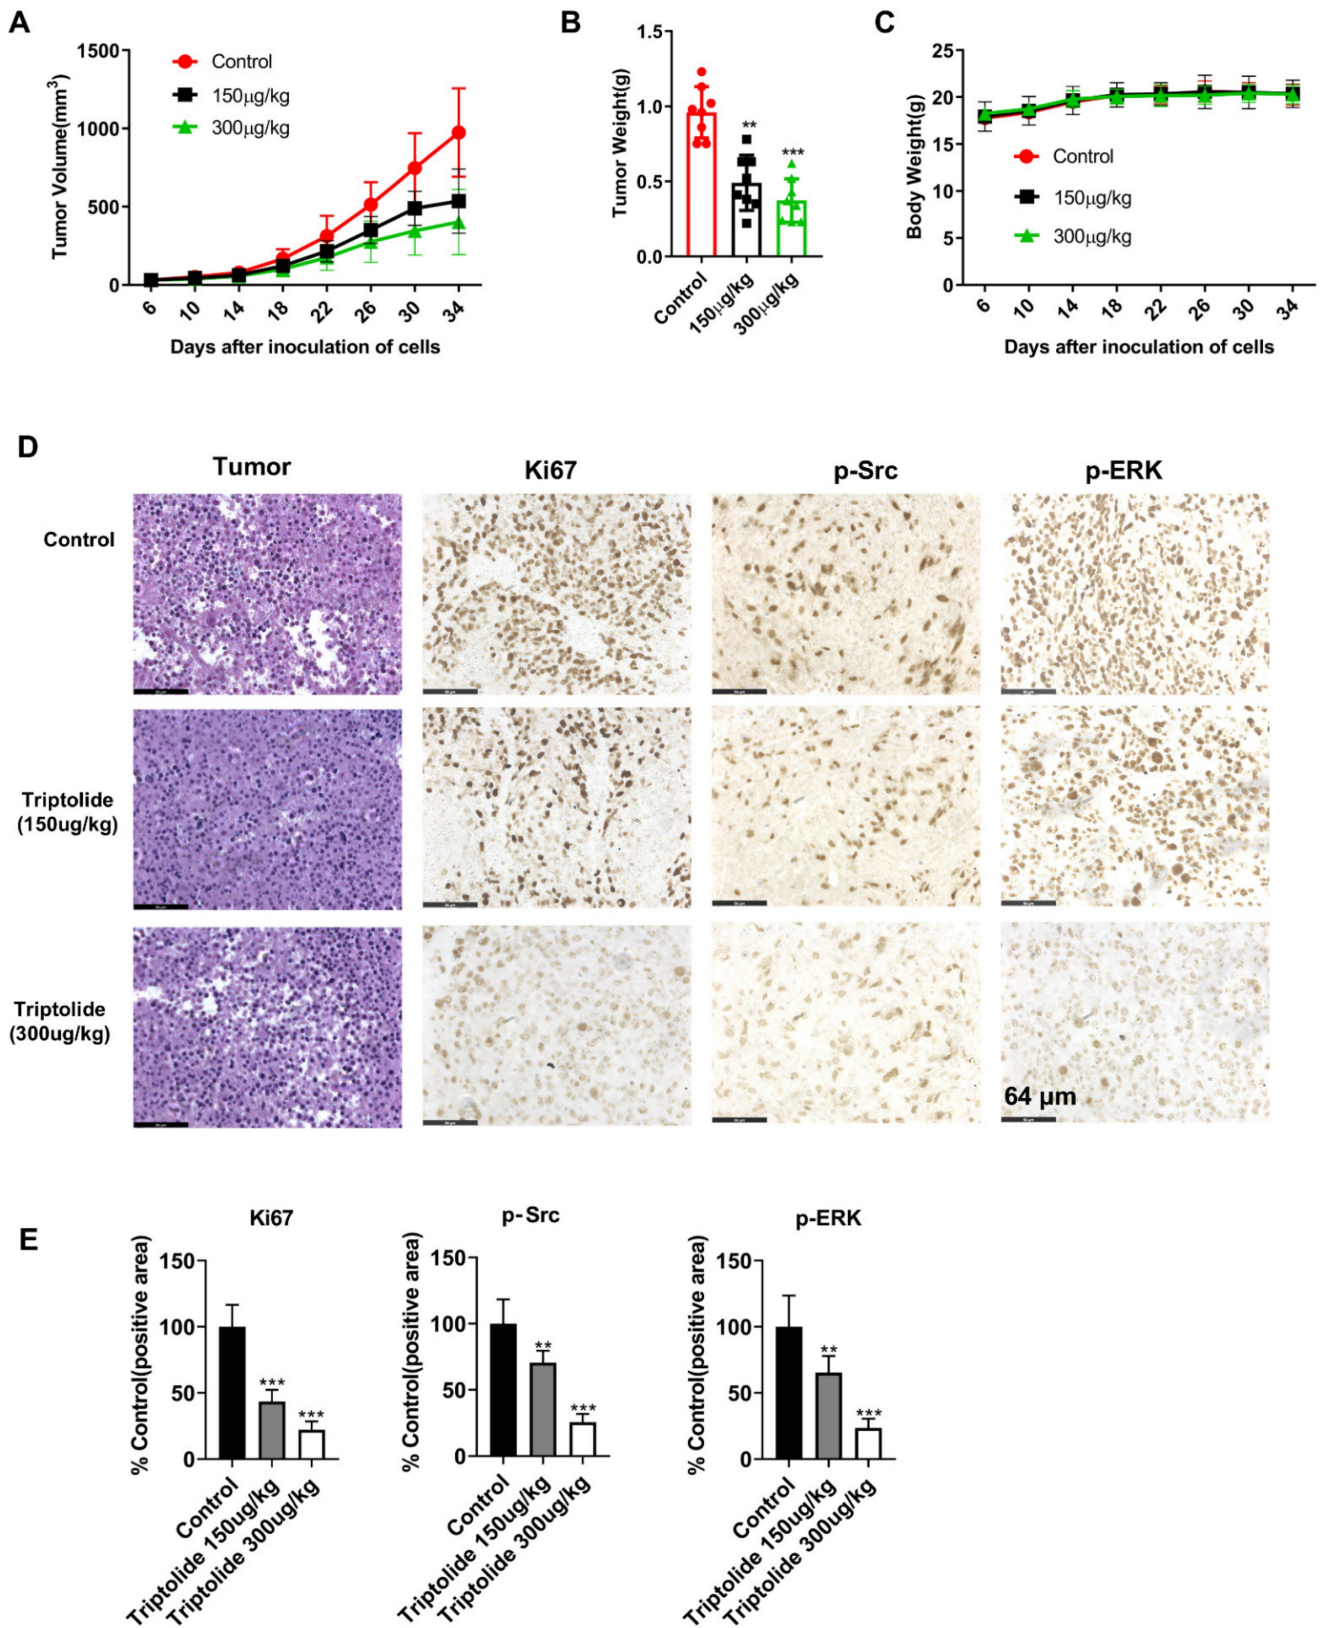 A
Tumor Volume(mm3)
1500
1000
500
0
Control
150µg/kg
300µg/kg
6 10 14 18 22 26 30 34
Days after inoculation of cells
B
Tumor Weight(g)
1.5
1.0
0.5
0.0
**
***
Control
150µg/kg
300µg/kg
C
Body Weight(g)
25
20
15
10
5
0
Control
150µg/kg
300µg/kg
6 10 14 18 22 26 30 34
Days after inoculation of cells
D
Tumor Ki67 p-Src p-ERK
Control
Triptolide
(150ug/kg)
Triptolide
(300ug/kg)
64 µm
E
Ki67
% Control(positive area)
150
100
50
0
***
***
Control
Triptolide 150ug/kg
Triptolide 300ug/kg
p-Src
% Control(positive area)
150
100
50
0
**
***
Control
Triptolide 150ug/kg
Triptolide 300ug/kg
p-ERK
% Control(positive area)
150
100
50
0
**
***
Control
Triptolide 150ug/kg
Triptolide 300ug/kg